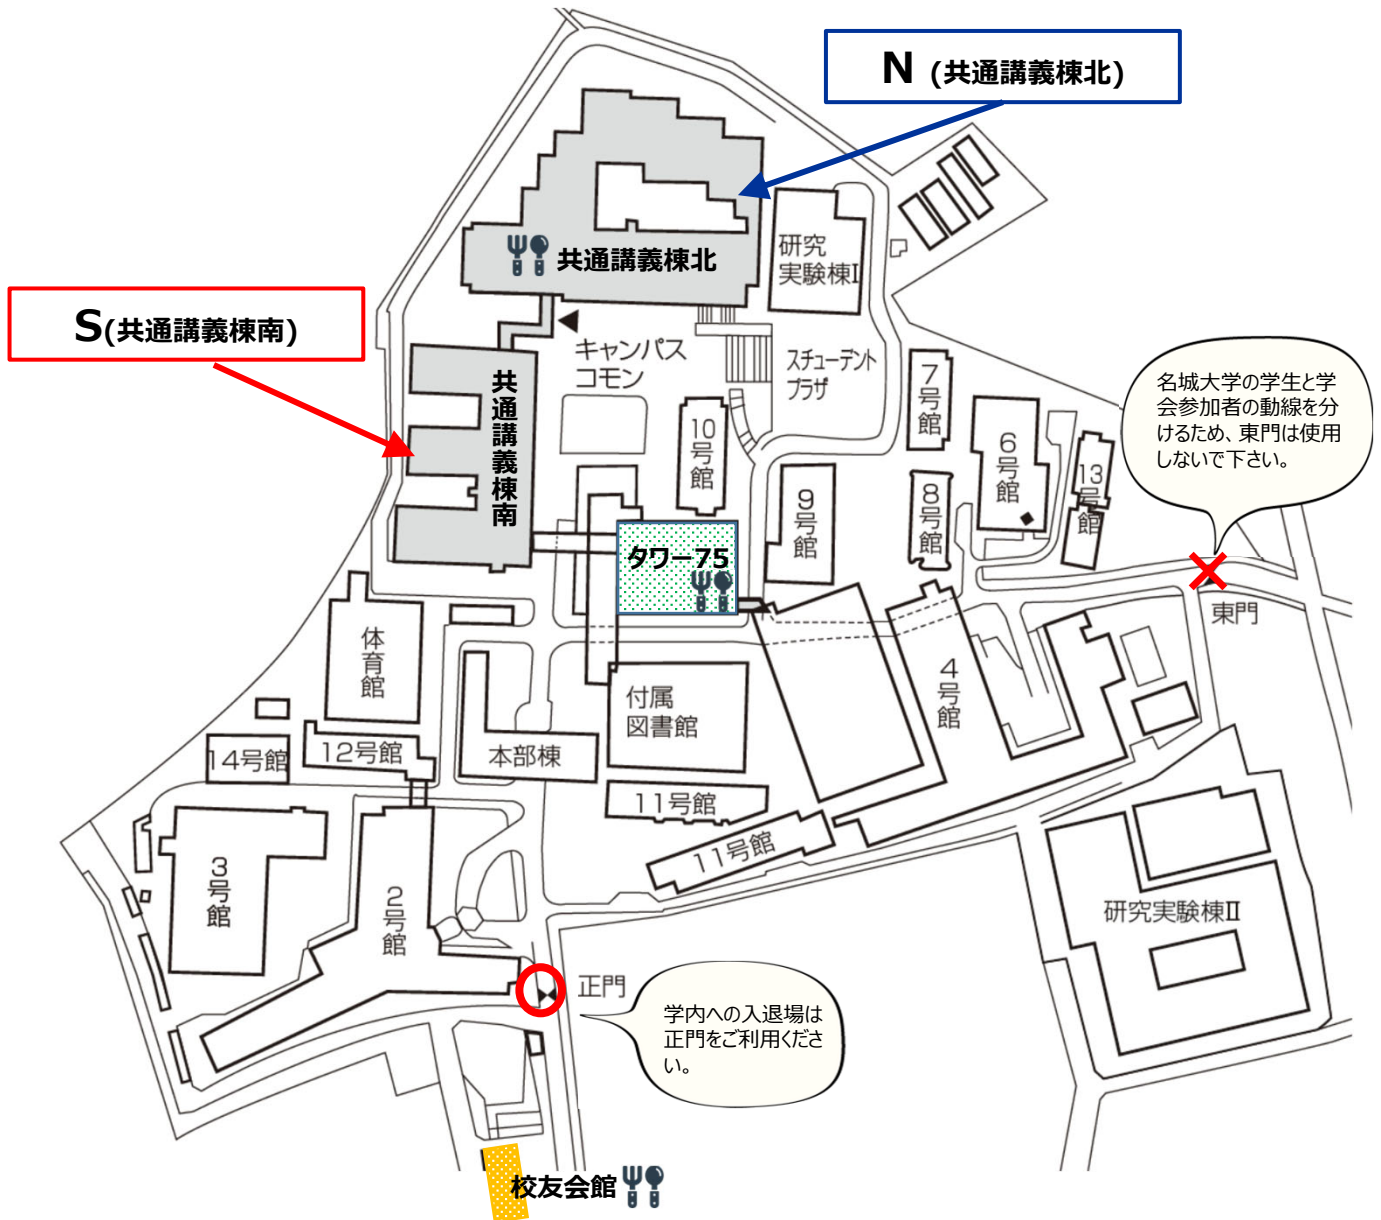 N (共通講義棟北)
研究
実験棟Ⅰ
共通講義棟北
S(共通講義棟南)
キャンパス
コモン
スチューデント
プラザ
共通講義棟南
10号館
7号館
6号館
13号館
名城大学の学生と学
会参加者の動線を分
けるため、東門は使用
しないで下さい。
9号館
8号館
タワー75
東門
体育館
4号館
付属
図書館
14号館
12号館
本部棟
11号館
11号館
3号館
2号館
研究実験棟Ⅱ
正門
学内への入退場は
正門をご利用くださ
い。
校友会館